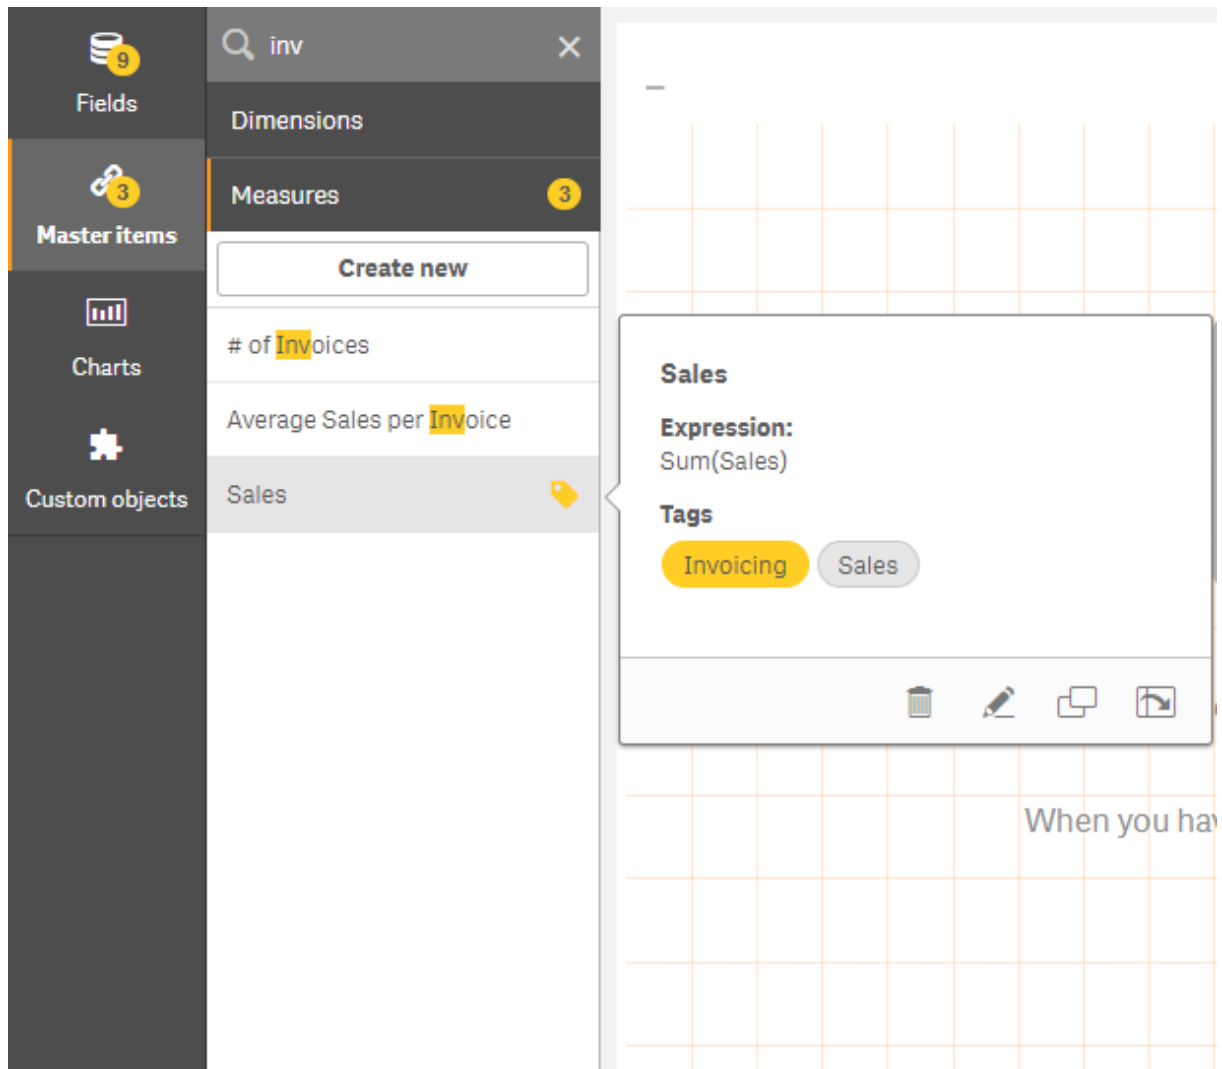 9
Fields
3
Master items
Charts
Custom objects
inv
Dimensions
Measures 3
Create new
# of Invoices
Average Sales per Invoice
Sales
Sales
Expression:
Sum(Sales)
Tags
Invoicing Sales
When you hav